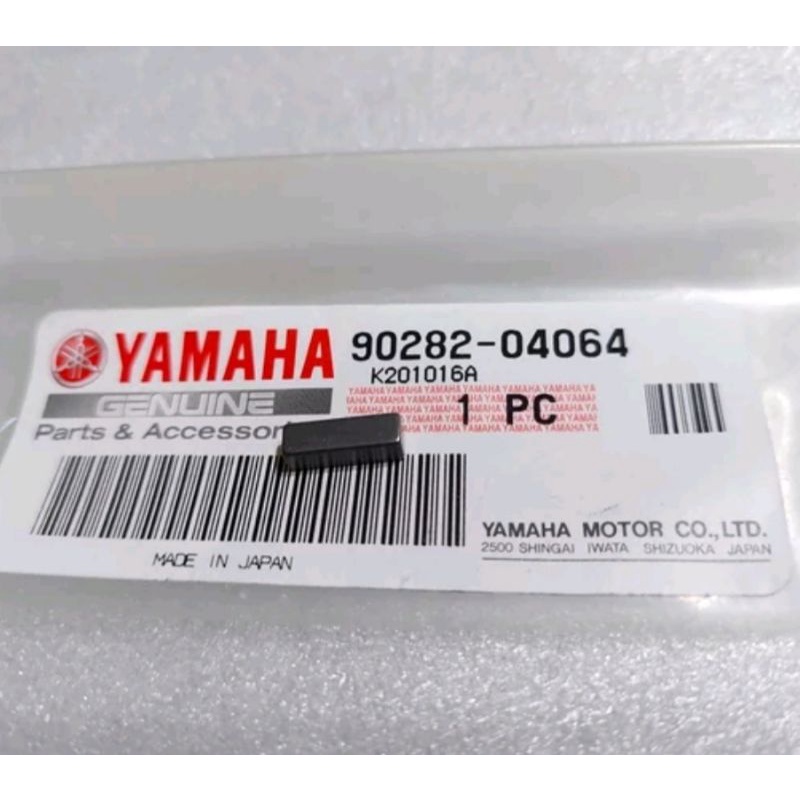 YAMAHA 90282-04064
K201016A
GENUINE
1 PC
Parts & Accessor
YAMAHA MOTOR CO.,LTD.
2500 SHINGAI IWATA SHIZUOKA JAPAN
MADE IN JAPAN